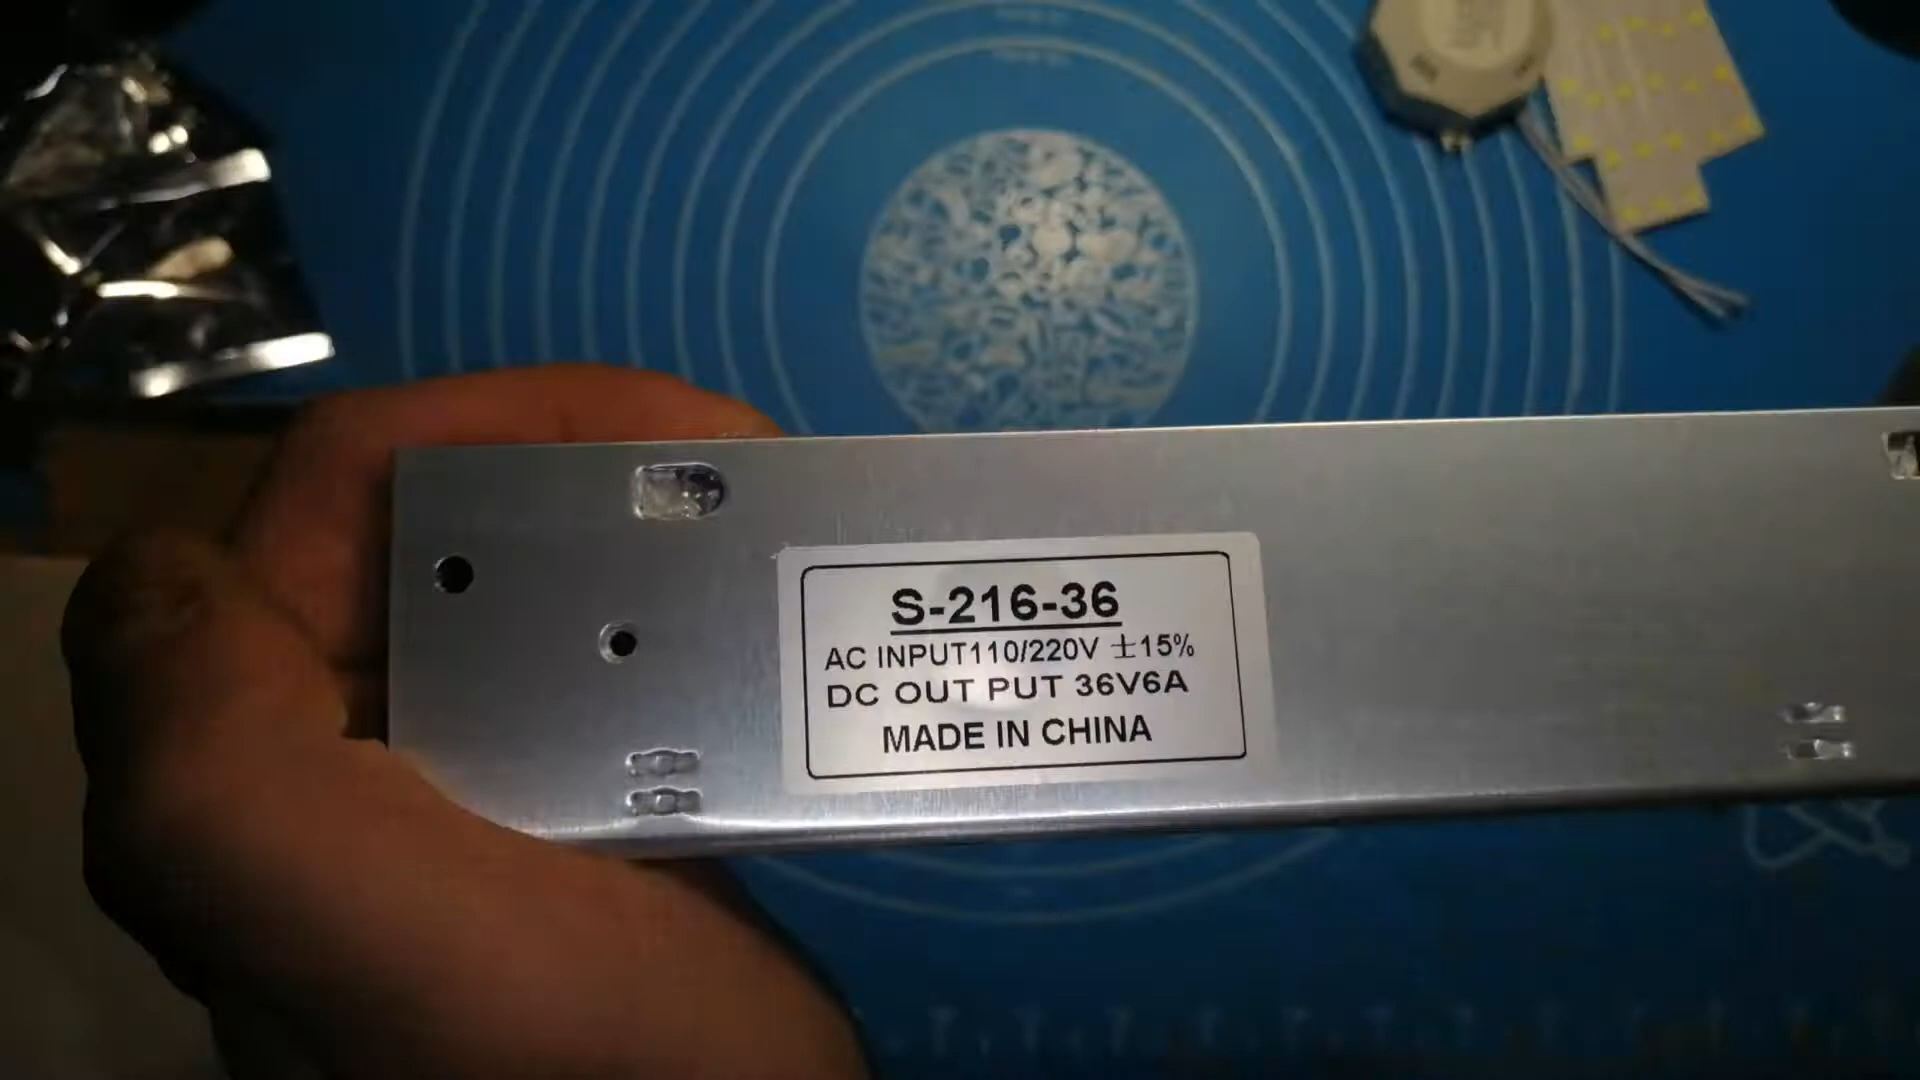 S-216-36
AC INPUT110/220V ±15%
DC OUT PUT 36V6A
MADE IN CHINA